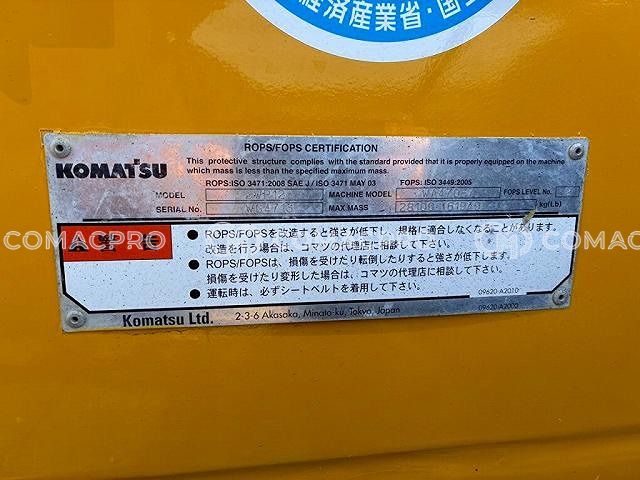 経済産業省・国土
ROPS/FOPS CERTIFICATION
KOMATSU
This protective structure complies with the standard provided that it is properly equipped on the machine
which mass is less than the specified maximum mass.
ROPS:ISO 3471:2008 SAE J / ISO 3471 MAY 03 FOPS: ISO 3449:2005
MODEL MACHINE MODEL FOPS LEVEL NO.
SERIAL NO. MAX MASS kg(Lb)
COMACPRO
● ROPS/FOPSを改造すると強さが低下し、規格に適合しなくなることがあります。
改造を行う場合は、コマツの代理店に相談して下さい。
● ROPS/FOPSは、損傷を受けたり転倒したりすると強さが低下します。
損傷を受けたり変形した場合は、コマツの代理店に相談して下さい。
● 運転時は、必ずシートベルトを着用して下さい。
09620-A2010
Komatsu Ltd. 2-3-6 Akasaka, Minato-ku, Tokyo, Japan
09620-A2002